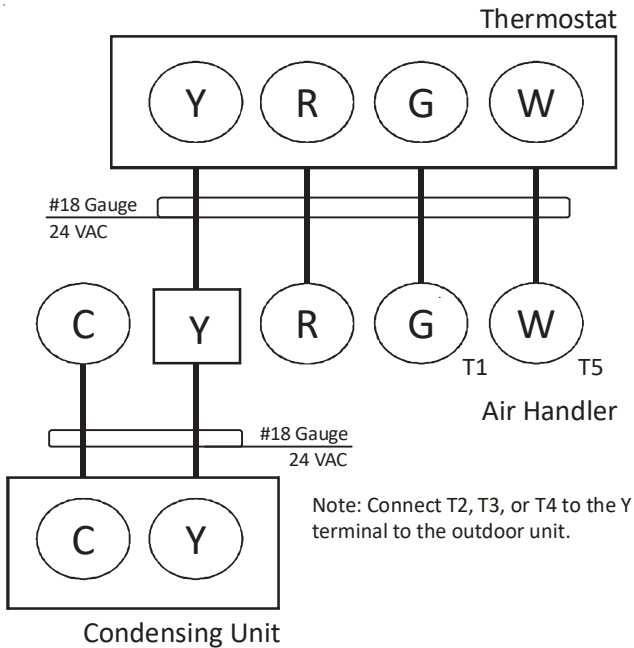 Thermostat
Y R G W
#18 Gauge
24 VAC
C Y R G W
T1 T5
Air Handler
#18 Gauge
24 VAC
Note: Connect T2, T3, or T4 to the Y
terminal to the outdoor unit.
C Y
Condensing Unit